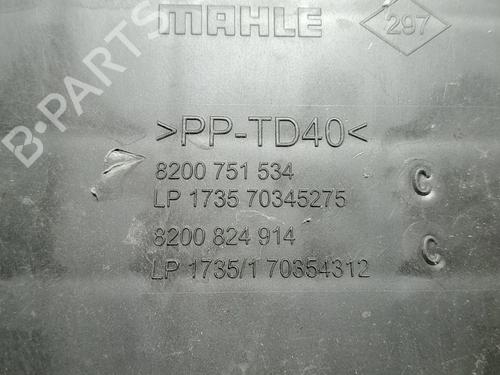 MAHLE
297
B-PARTS
>PP-TD40<
8200 751 534
LP 1735 70345275
C
8200 824 914
LP 1735/1 70354312
C